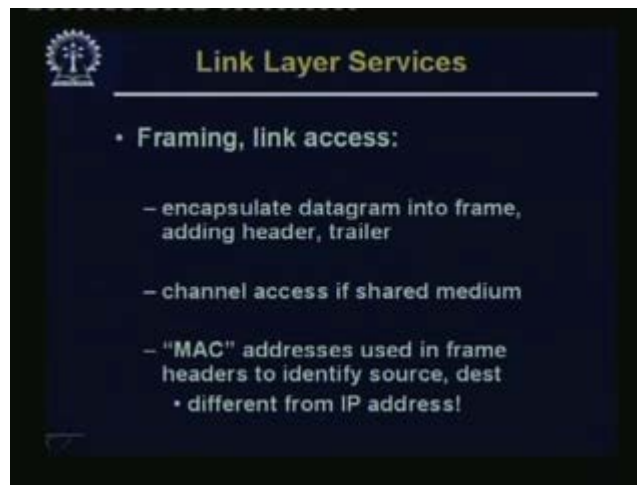 Link Layer Services
• Framing, link access:
– encapsulate datagram into frame,
adding header, trailer
– channel access if shared medium
– “MAC” addresses used in frame
headers to identify source, dest
• different from IP address!